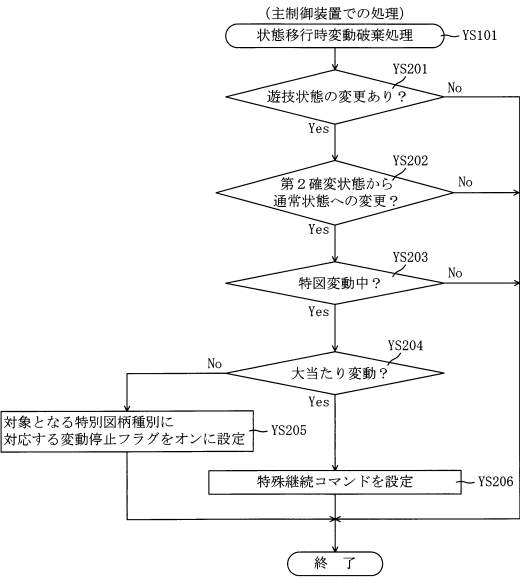 （主制御装置での処理）
状態移行時変動破棄処理
YS101
YS201
遊技状態の変更あり？
No
Yes
YS202
第２確変状態から
通常状態への変更？
No
Yes
YS203
特図変動中？
No
Yes
YS204
大当たり変動？
No
Yes
対象となる特別図柄種別に
対応する変動停止フラグをオンに設定
YS205
特殊継続コマンドを設定
YS206
終　了